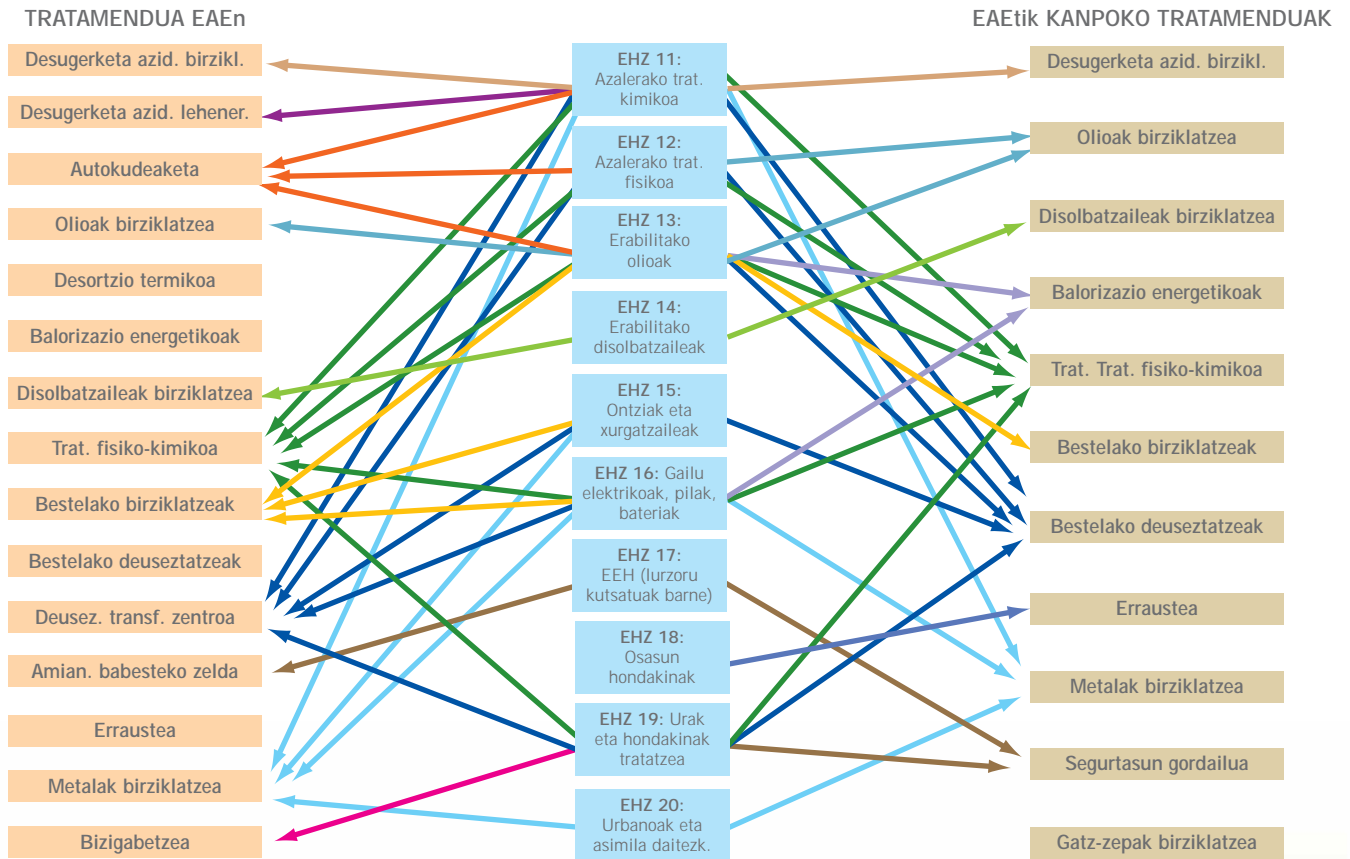 TRATAMENDUA EAEn
Desugerketa azid. birzikl.
Desugerketa azid. lehener.
Autokudeaketa
Olioak birziklatzea
Desortzio termikoa
Balorizazio energetikoak
Disolbatzaileak birziklatzea
Trat. fisiko-kimikoa
Bestelako birziklatzeak
Bestelako deuseztatzeak
Deusez. transf. zentroa
Amian. babesteko zelda
Erraustea
Metalak birziklatzea
Bizigabetzea
EHZ 11:
Azalerako trat.
kimikoa
EHZ 12:
Azalerako trat.
fisikoa
EHZ 13:
Erabilitako
olioak
EHZ 14:
Erabilitako
disolbatzaileak
EHZ 15:
Ontziak eta
xurgatzaileak
EHZ 16: Gailu
elektrikoak, pilak,
bateriak
EHZ 17:
EEH (lurzoru
kutsatuak barne)
EHZ 18:
Osasun
hondakinak
EHZ 19: Urak
eta hondakinak
tratatzea
EHZ 20:
Urbanoak eta
asimila daitezk.
EAEtik KANPOKO TRATAMENDUAK
Desugerketa azid. birzikl.
Olioak birziklatzea
Disolbatzaileak birziklatzea
Balorizazio energetikoak
Trat. Trat. fisiko-kimikoa
Bestelako birziklatzeak
Bestelako deuseztatzeak
Erraustea
Metalak birziklatzea
Segurtasun gordailua
Gatz-zepak birziklatzea